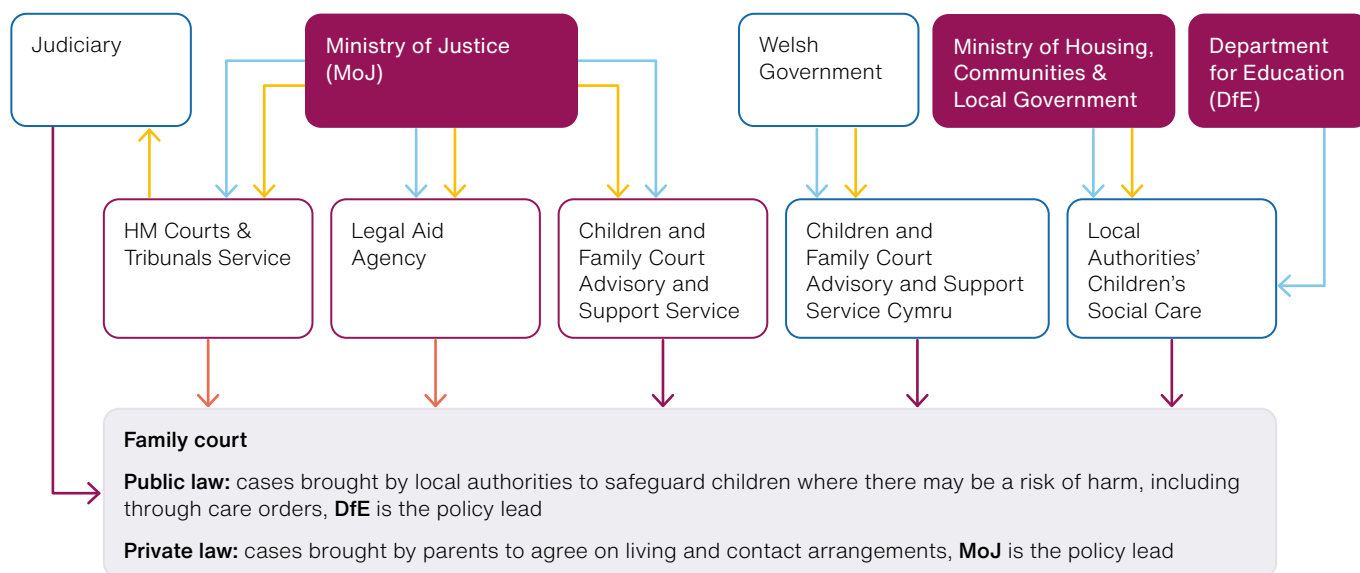 Judiciary
Ministry of Justice
(MoJ)
Welsh
Government
Ministry of Housing,
Communities &
Local Government
Department
for Education
(DfE)
HM Courts &
Tribunals Service
Legal Aid
Agency
Children and
Family Court
Advisory and
Support Service
Children and
Family Court
Advisory and Support
Service Cymru
Local
Authorities’
Children’s
Social Care
Family court
Public law: cases brought by local authorities to safeguard children where there may be a risk of harm, including
through care orders, DfE is the policy lead
Private law: cases brought by parents to agree on living and contact arrangements, MoJ is the policy lead